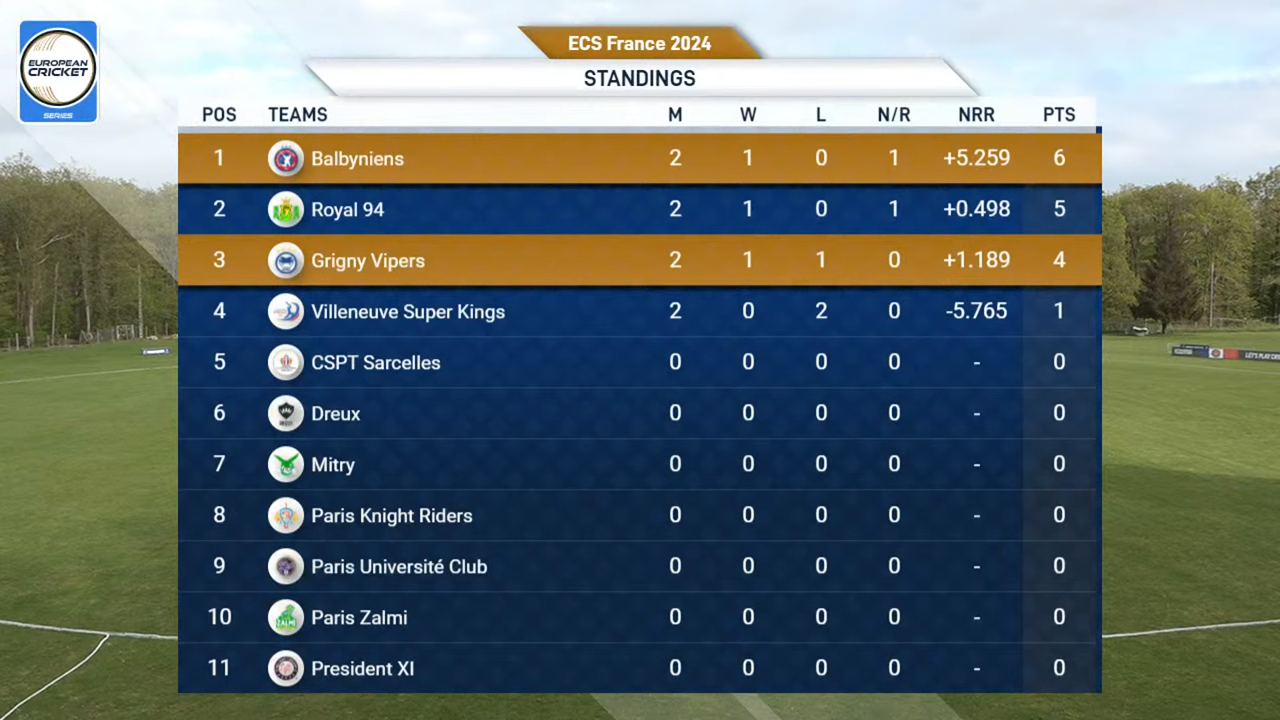 ECS France 2024
EUROPEAN
CRICKET
SERIES
STANDINGS
POS TEAMS M W L N/R NRR PTS
1 Balbyniens 2 1 0 1 +5.259 6
2 Royal 94 2 1 0 1 +0.498 5
3 Grigny Vipers 2 1 1 0 +1.189 4
4 Villeneuve Super Kings 2 0 2 0 -5.765 1
5 CSPT Sarcelles 0 0 0 0 - 0
6 Dreux 0 0 0 0 - 0
7 Mitry 0 0 0 0 - 0
8 Paris Knight Riders 0 0 0 0 - 0
9 Paris Université Club 0 0 0 0 - 0
10 Paris Zalmi 0 0 0 0 - 0
11 President XI 0 0 0 0 - 0
ZALMI
LET'S PLAY